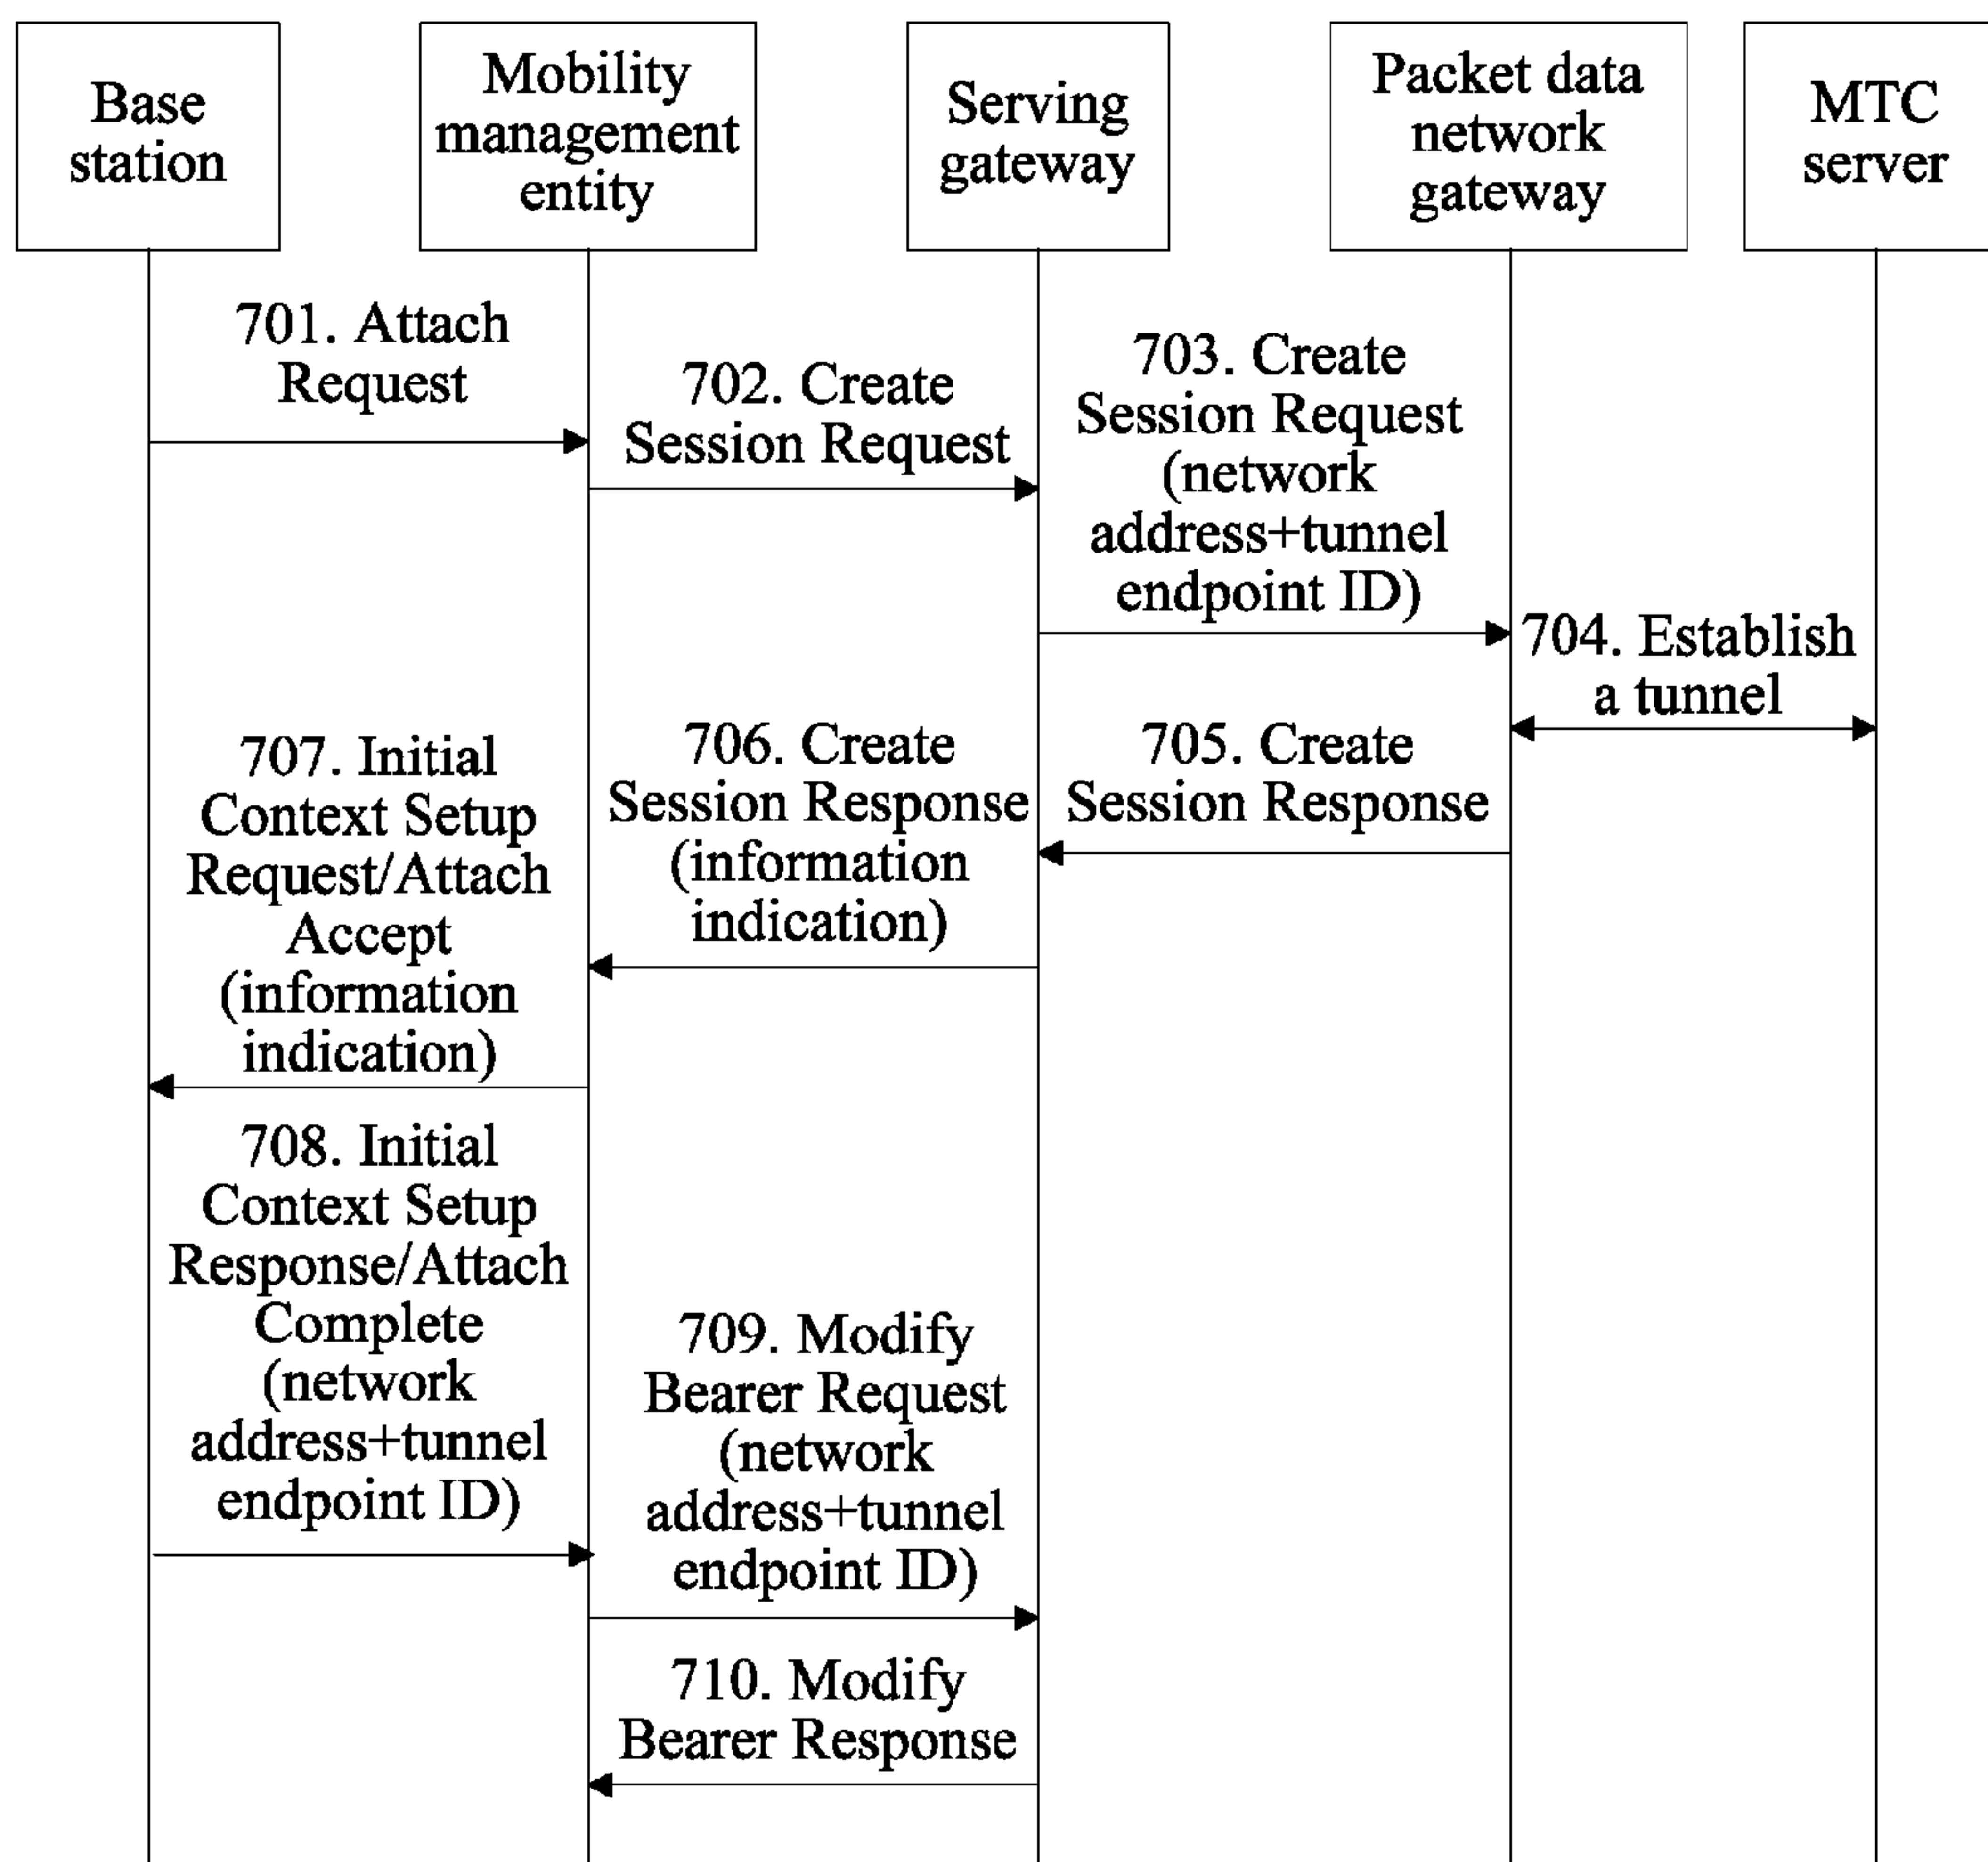 Base
station
Mobility
management
entity
Serving
gateway
Packet data
network
gateway
MTC
server
701. Attach
Request
702. Create
Session Request
703. Create
Session Request
(network
address+tunnel
endpoint ID)
704. Establish
a tunnel
705. Create
Session Response
706. Create
Session Response
(information
indication)
707. Initial
Context Setup
Request/Attach
Accept
(information
indication)
708. Initial
Context Setup
Response/Attach
Complete
(network
address+tunnel
endpoint ID)
709. Modify
Bearer Request
(network
address+tunnel
endpoint ID)
710. Modify
Bearer Response